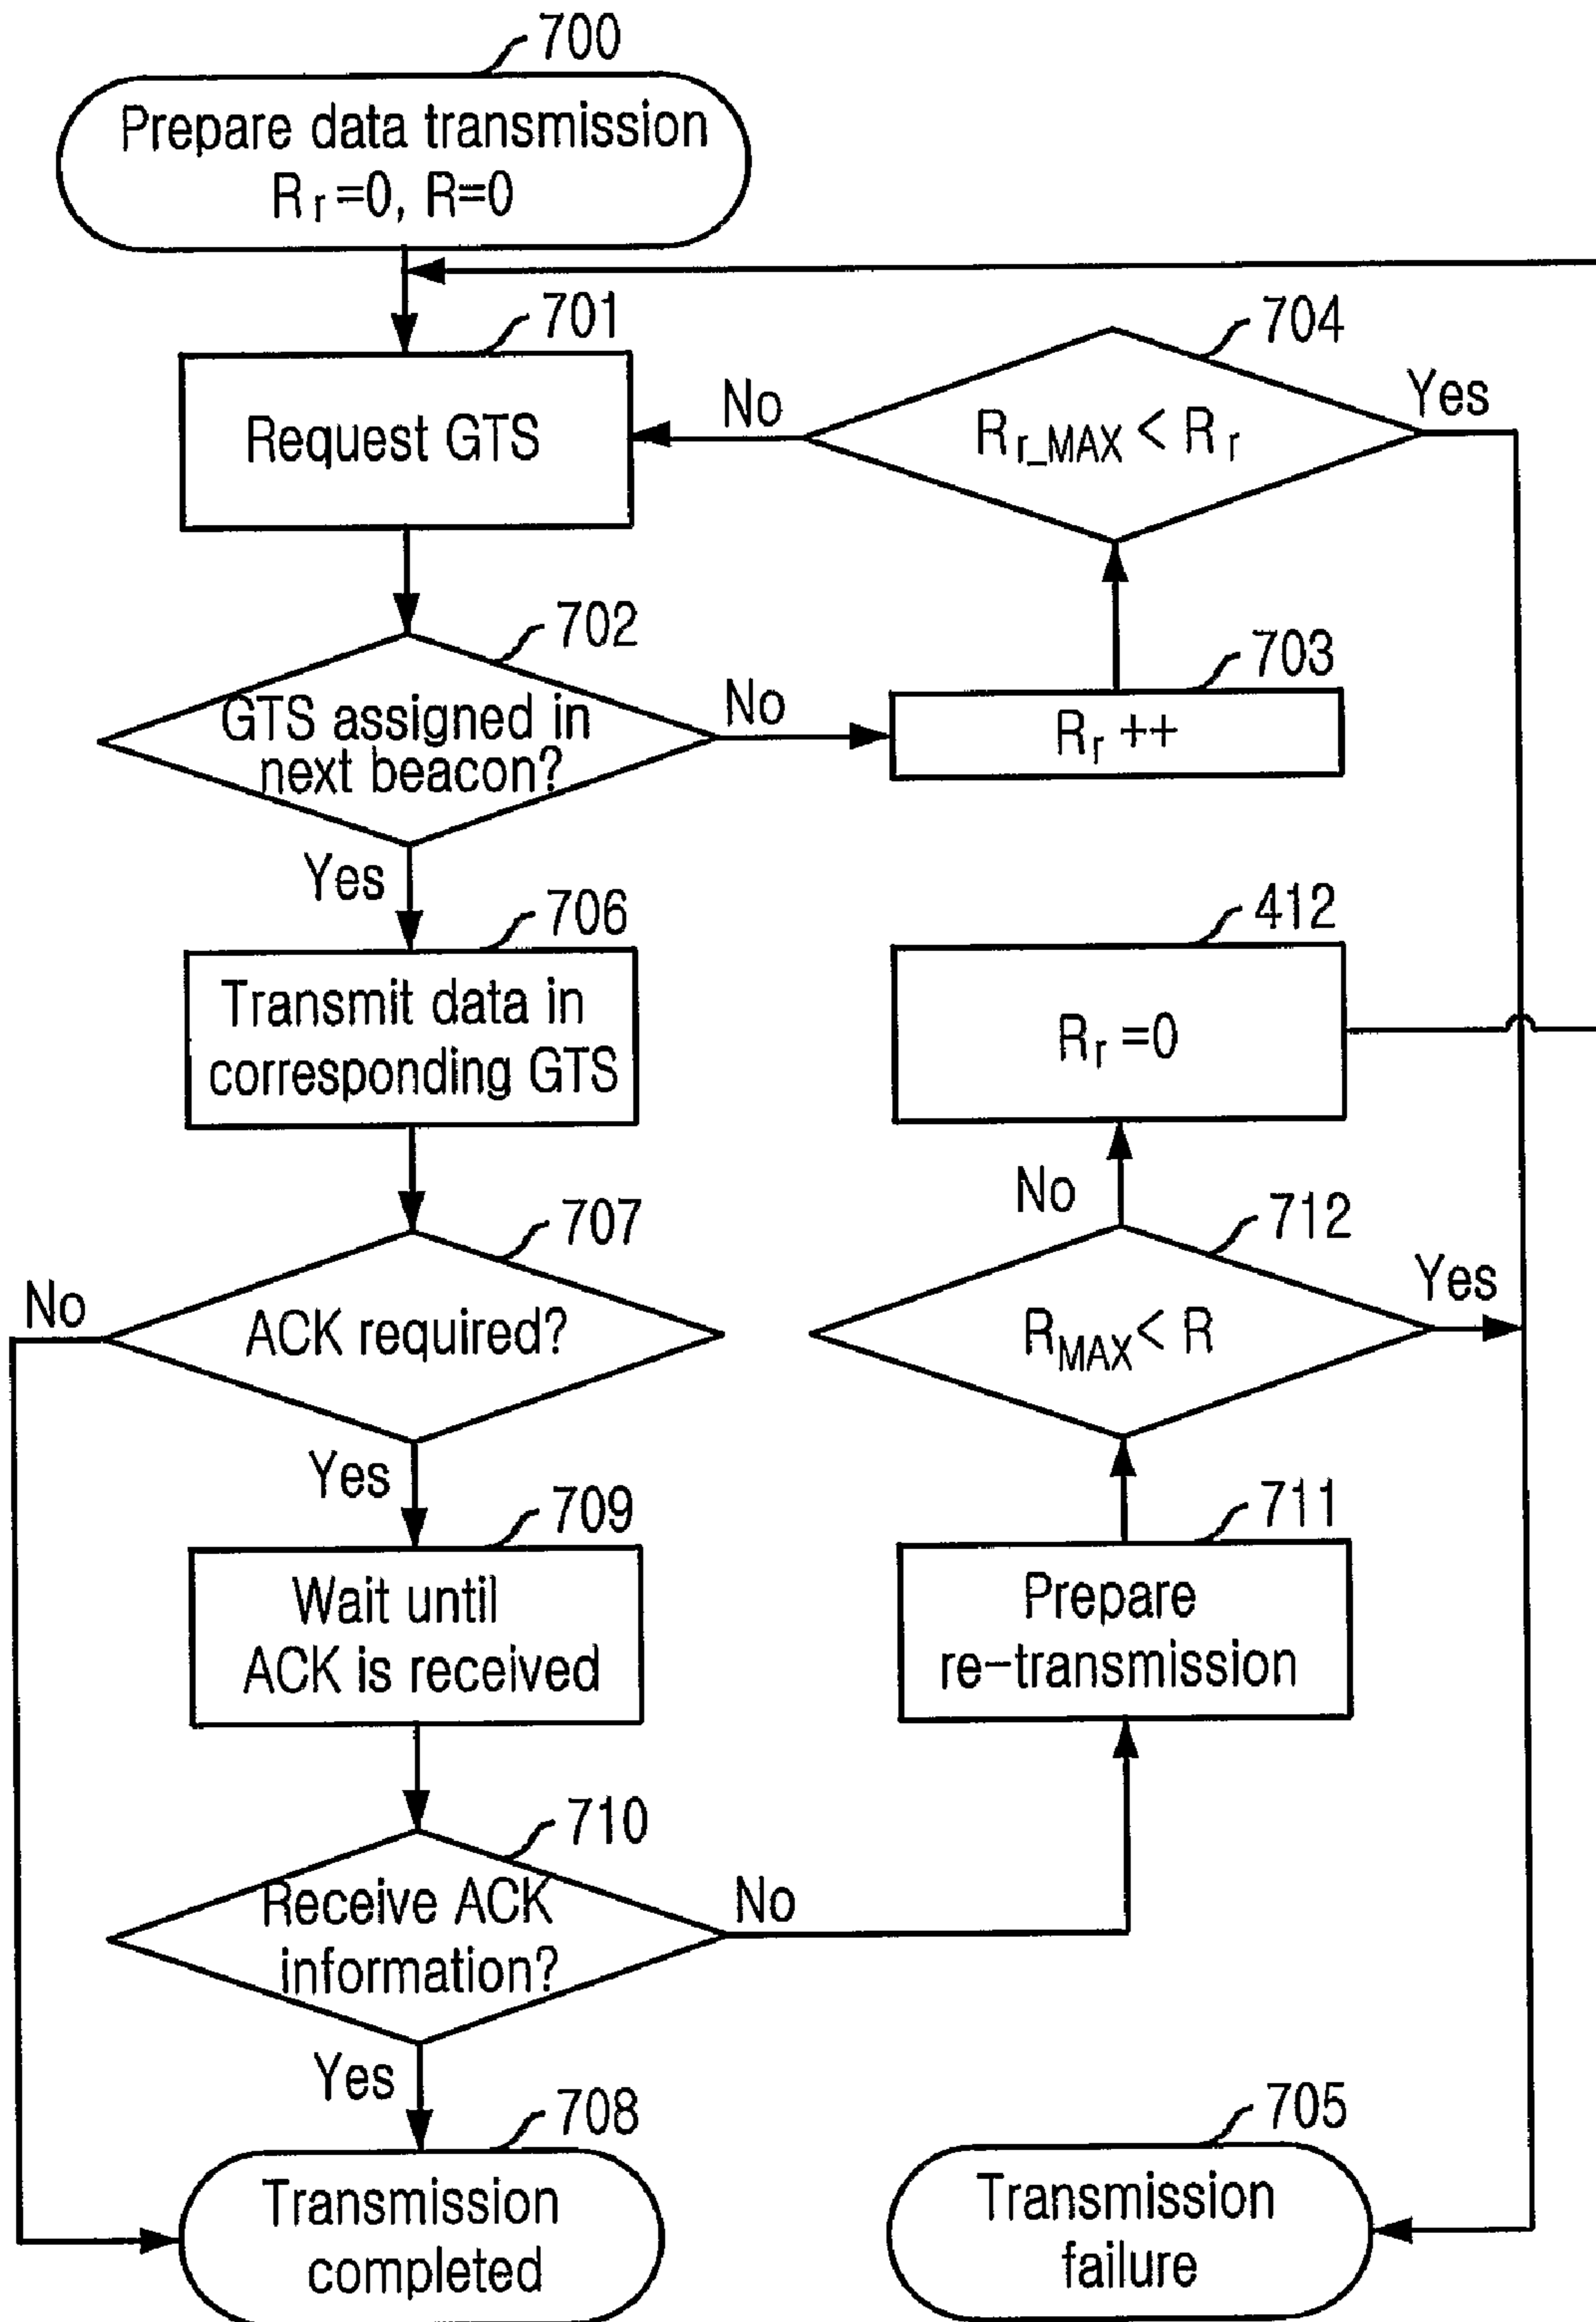 700
Prepare data transmission
Rr=0, R=0
701
Request GTS
704
No
Rr_MAX < Rr
Yes
702
GTS assigned in
next beacon?
No
703
Rr ++
Yes
706
Transmit data in
corresponding GTS
412
Rr =0
No
707
ACK required?
No
712
RMAX < R
Yes
Yes
709
Wait until
ACK is received
711
Prepare
re-transmission
710
Receive ACK
information?
No
Yes
708
Transmission
completed
705
Transmission
failure